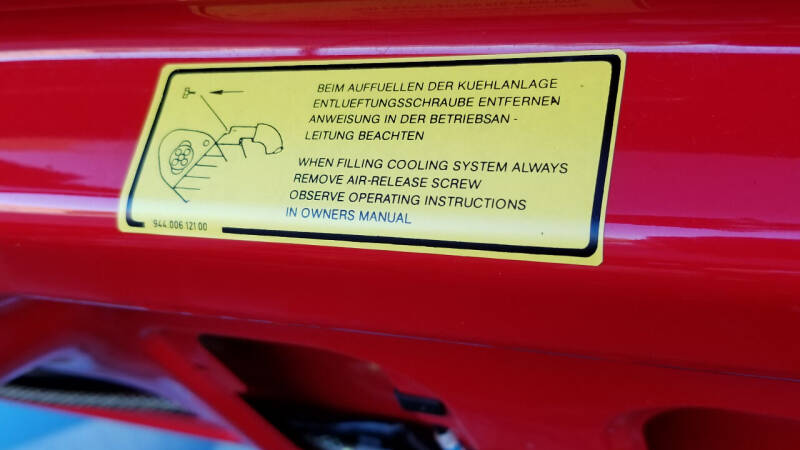 BEIM AUFFUELLEN DER KUEHLANLAGE
ENTLUEFTUNGSSCHRAUBE ENTFERNEN
ANWEISUNG IN DER BETRIEBSAN -
LEITUNG BEACHTEN
WHEN FILLING COOLING SYSTEM ALWAYS
REMOVE AIR-RELEASE SCREW
OBSERVE OPERATING INSTRUCTIONS
IN OWNERS MANUAL
944.006.121.00